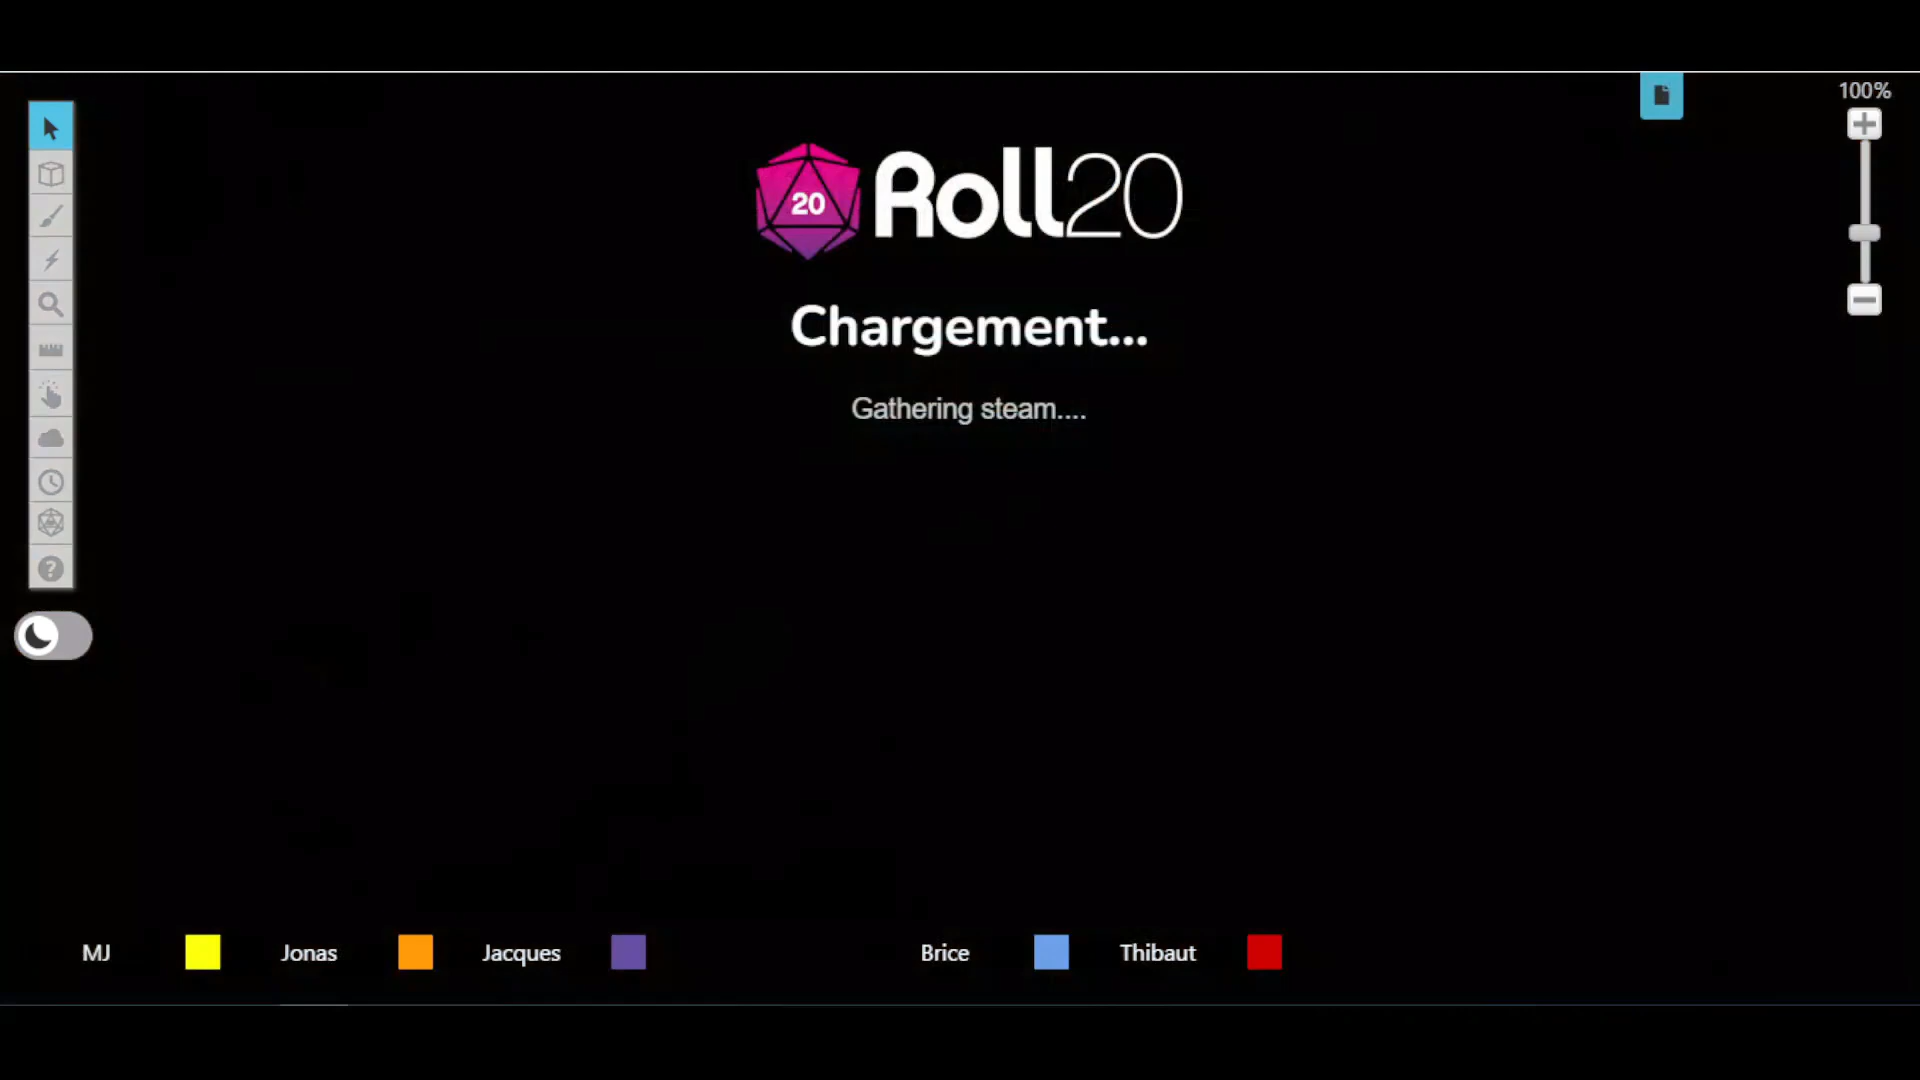 100%
20
Roll20
Chargement...
Gathering steam....
MJ Jonas Jacques Brice Thibaut